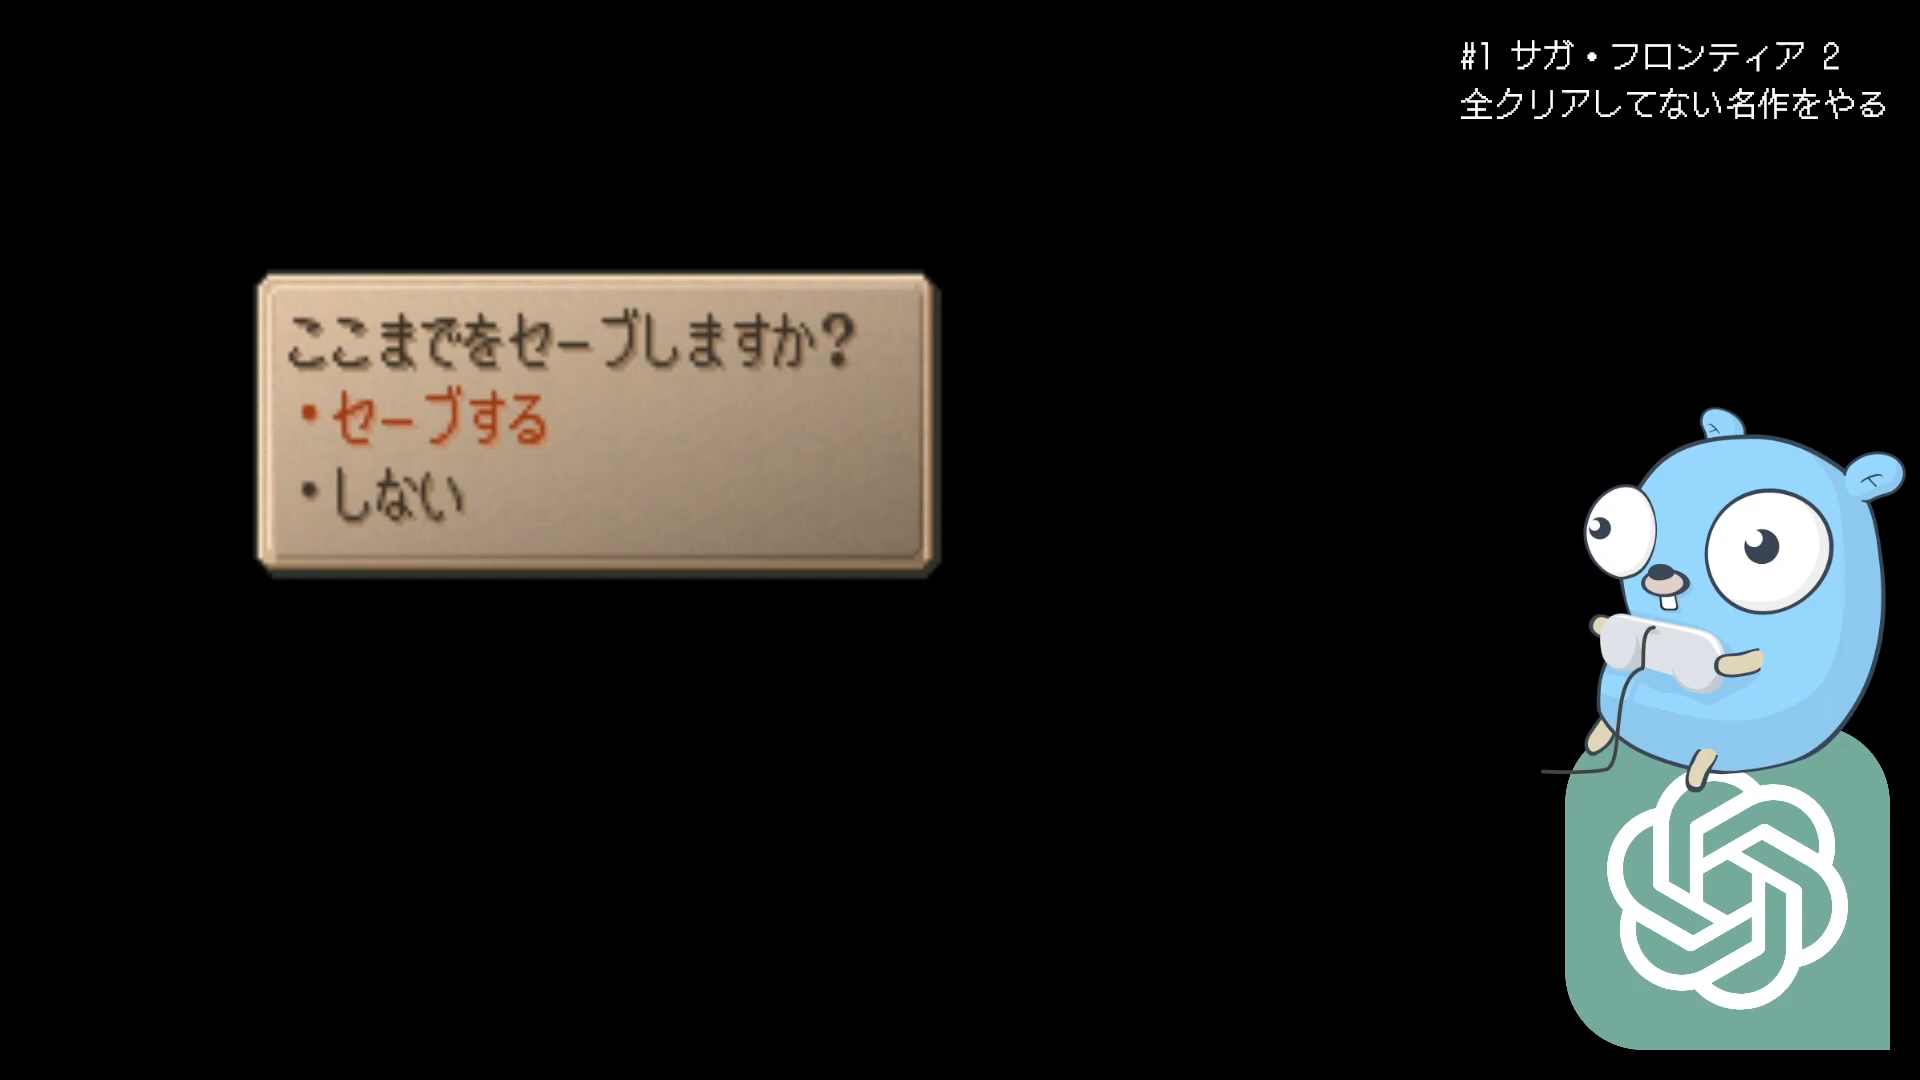 #1 サガ・フロンティア 2
全クリアしてない名作をやる
ここまでをセーブしますか?
・セーブする
・しない